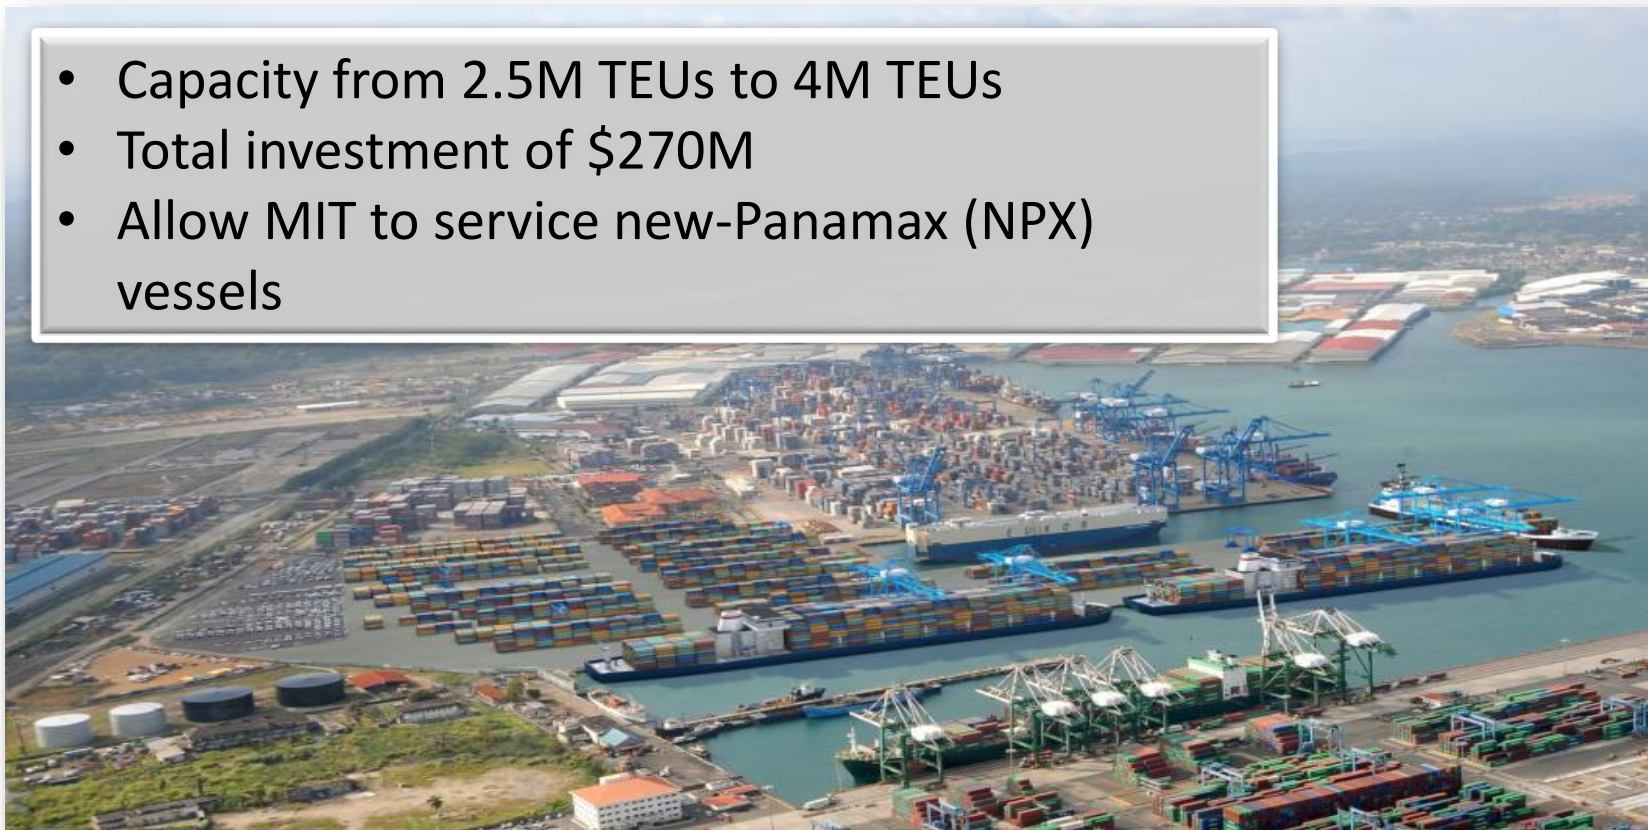 • Capacity from 2.5M TEUs to 4M TEUs
• Total investment of $270M
• Allow MIT to service new-Panamax (NPX)
vessels